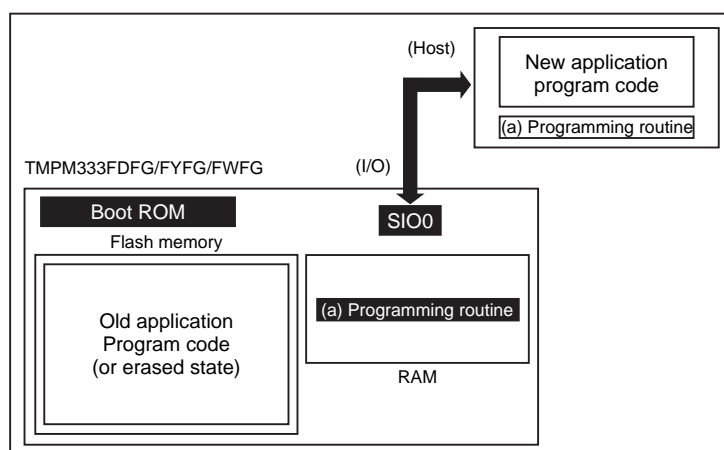 (Host)
New application
program code
(a) Programming routine
TMPM333FDFG/FYFG/FWFG
(I/O)
Boot ROM
SIO0
Flash memory
Old application
Program code
(or erased state)
(a) Programming routine
RAM